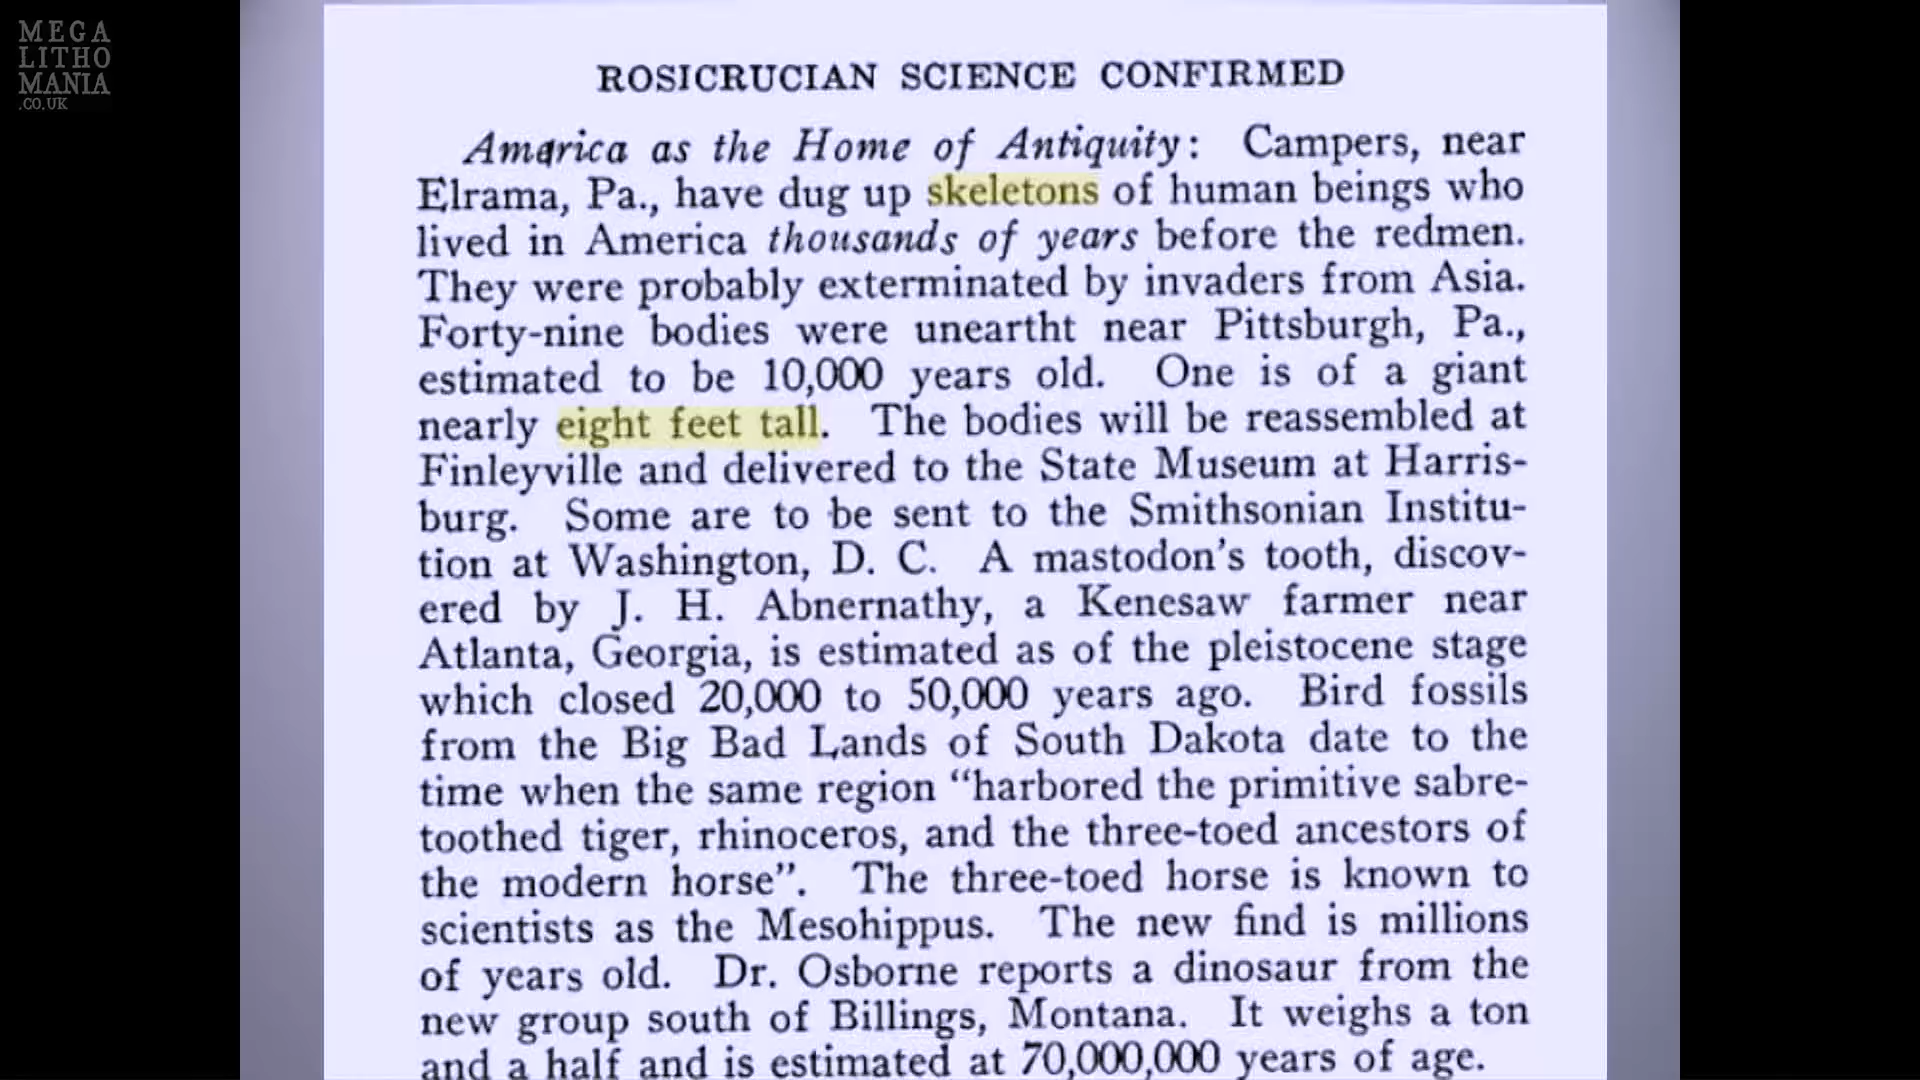 MEGA
LITHO
MANIA
.CO.UK
ROSICRUCIAN SCIENCE CONFIRMED
America as the Home of Antiquity: Campers, near
Elrama, Pa., have dug up skeletons of human beings who
lived in America thousands of years before the redmen.
They were probably exterminated by invaders from Asia.
Forty-nine bodies were uneartht near Pittsburgh, Pa.,
estimated to be 10,000 years old. One is of a giant
nearly eight feet tall. The bodies will be reassembled at
Finleyville and delivered to the State Museum at Harris-
burg. Some are to be sent to the Smithsonian Institu-
tion at Washington, D. C. A mastodon's tooth, discov-
ered by J. H. Abnernathy, a Kenesaw farmer near
Atlanta, Georgia, is estimated as of the pleistocene stage
which closed 20,000 to 50,000 years ago. Bird fossils
from the Big Bad Lands of South Dakota date to the
time when the same region “harbored the primitive sabre-
toothed tiger, rhinoceros, and the three-toed ancestors of
the modern horse”. The three-toed horse is known to
scientists as the Mesohippus. The new find is millions
of years old. Dr. Osborne reports a dinosaur from the
new group south of Billings, Montana. It weighs a ton
and a half and is estimated at 70,000,000 years of age.